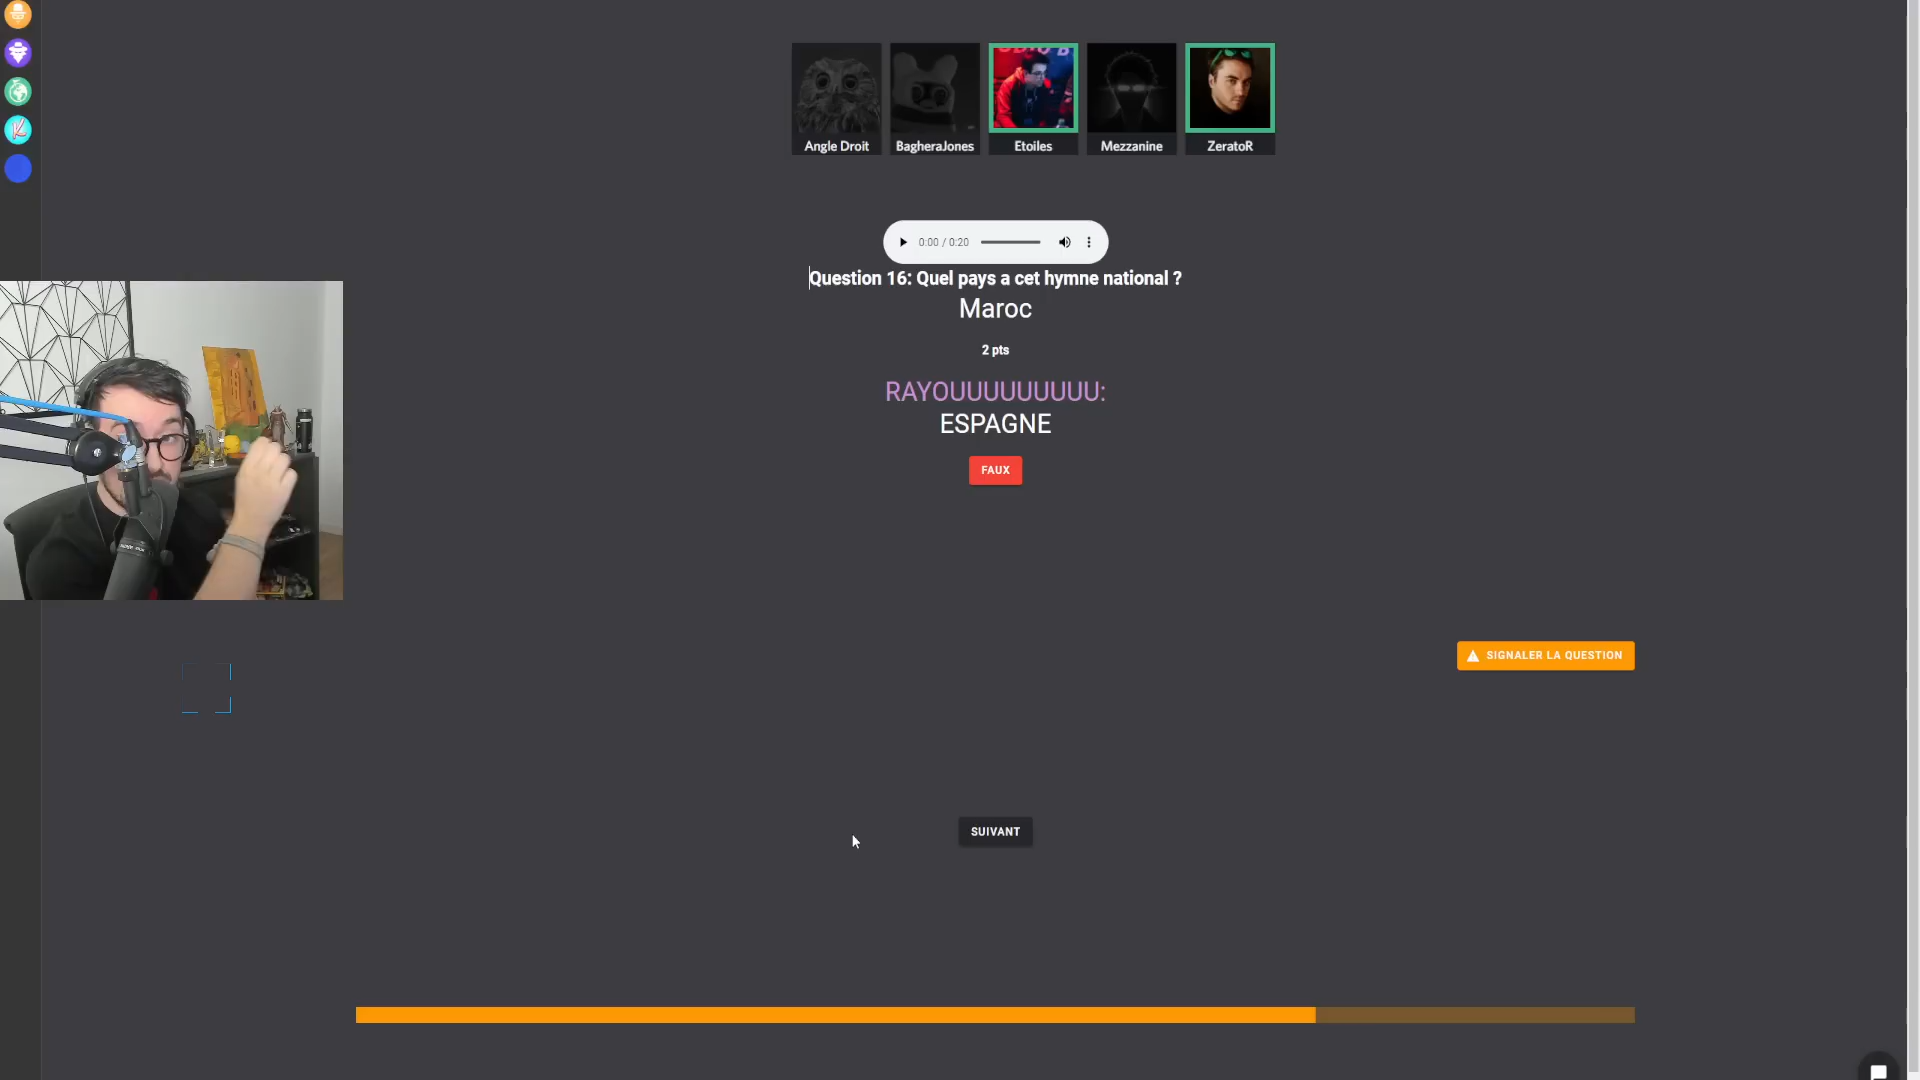 Angle Droit
BagheraJones
Etoiles
Mezzanine
ZeratoR
0:00 / 0:20
Question 16: Quel pays a cet hymne national ?
Maroc
2 pts
RAYOUUUUUUUUU:
ESPAGNE
FAUX
SIGNALER LA QUESTION
SUIVANT